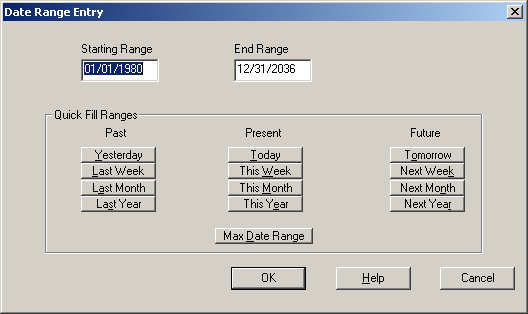 Date Range Entry
Starting Range End Range
01/01/1980 12/31/2036
Quick Fill Ranges
Past Present Future
Yesterday Today Tomorrow
Last Week This Week Next Week
Last Month This Month Next Month
Last Year This Year Next Year
Max Date Range
OK Help Cancel